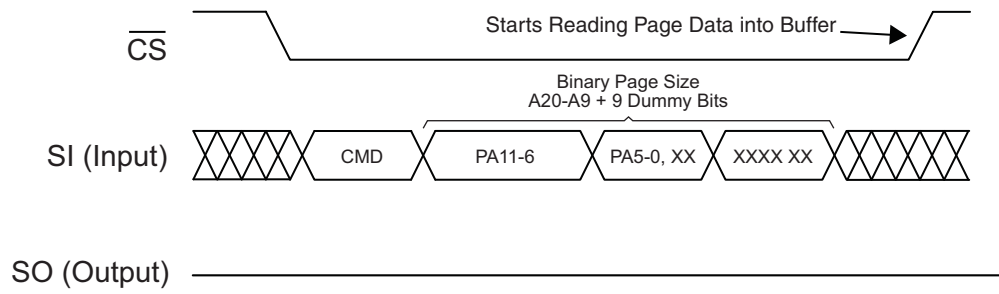 Starts Reading Page Data into Buffer
CS
Binary Page Size
A20-A9 + 9 Dummy Bits
SI (Input)
CMD
PA11-6
PA5-0, XX
XXXX XX
SO (Output)